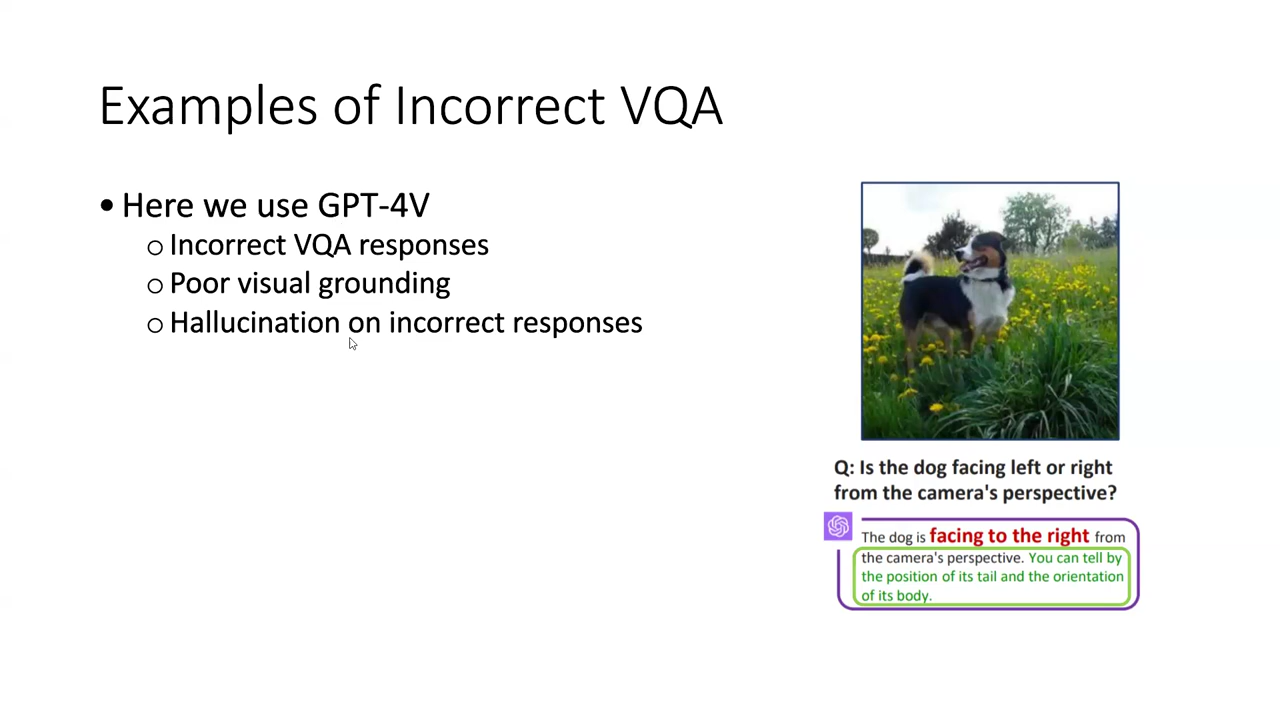 Examples of Incorrect VQA
• Here we use GPT-4V
o Incorrect VQA responses
o Poor visual grounding
o Hallucination on incorrect responses
Q: Is the dog facing left or right
from the camera's perspective?
The dog is facing to the right from
the camera's perspective. You can tell by
the position of its tail and the orientation
of its body.